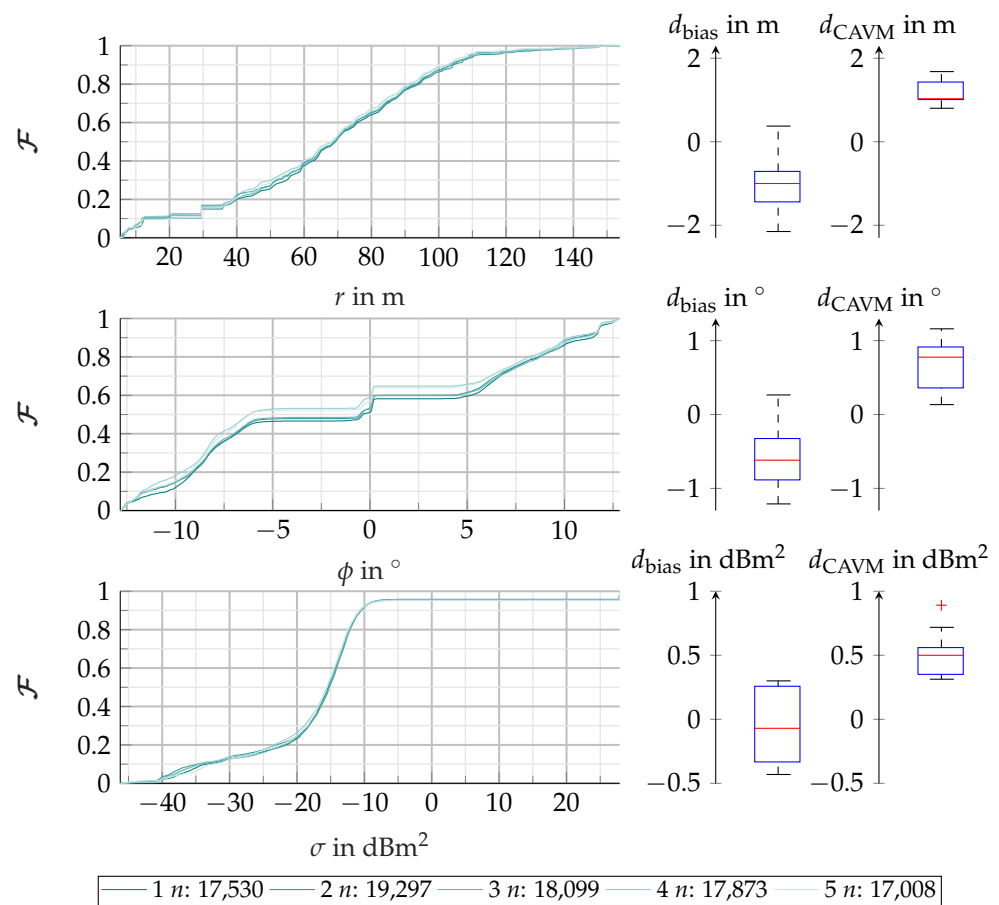 d_bias in m
d_CAVM in m
1
0.8
0.6
0.4
0.2
0
ℱ
20 40 60 80 100 120 140
r in m
2
0
−2
2
0
−2
d_bias in °
d_CAVM in °
1
0.8
0.6
0.4
0.2
0
ℱ
−10 −5 0 5 10
ϕ in °
1
0
−1
1
0
−1
d_bias in dBm²
d_CAVM in dBm²
1
0.8
0.6
0.4
0.2
0
ℱ
−40 −30 −20 −10 0 10 20
σ in dBm²
1
0.5
0
−0.5
1
0.5
0
−0.5
1 n: 17,530 2 n: 19,297 3 n: 18,099 4 n: 17,873 5 n: 17,008